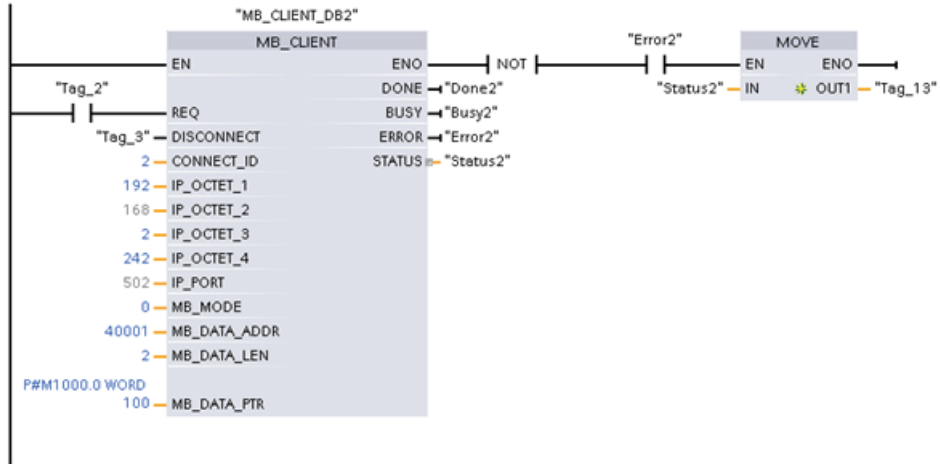 "MB_CLIENT_DB2"
MB_CLIENT
EN ENO NOT "Error2" MOVE EN ENO
DONE "Done2" "Status2" IN OUT1 "Tag_13"
"Tag_2" REQ BUSY "Busy2"
"Tag_3" DISCONNECT ERROR "Error2"
2 CONNECT_ID STATUS "Status2"
192 IP_OCTET_1
168 IP_OCTET_2
2 IP_OCTET_3
242 IP_OCTET_4
502 IP_PORT
0 MB_MODE
40001 MB_DATA_ADDR
2 MB_DATA_LEN
P#M1000.0 WORD
100 MB_DATA_PTR